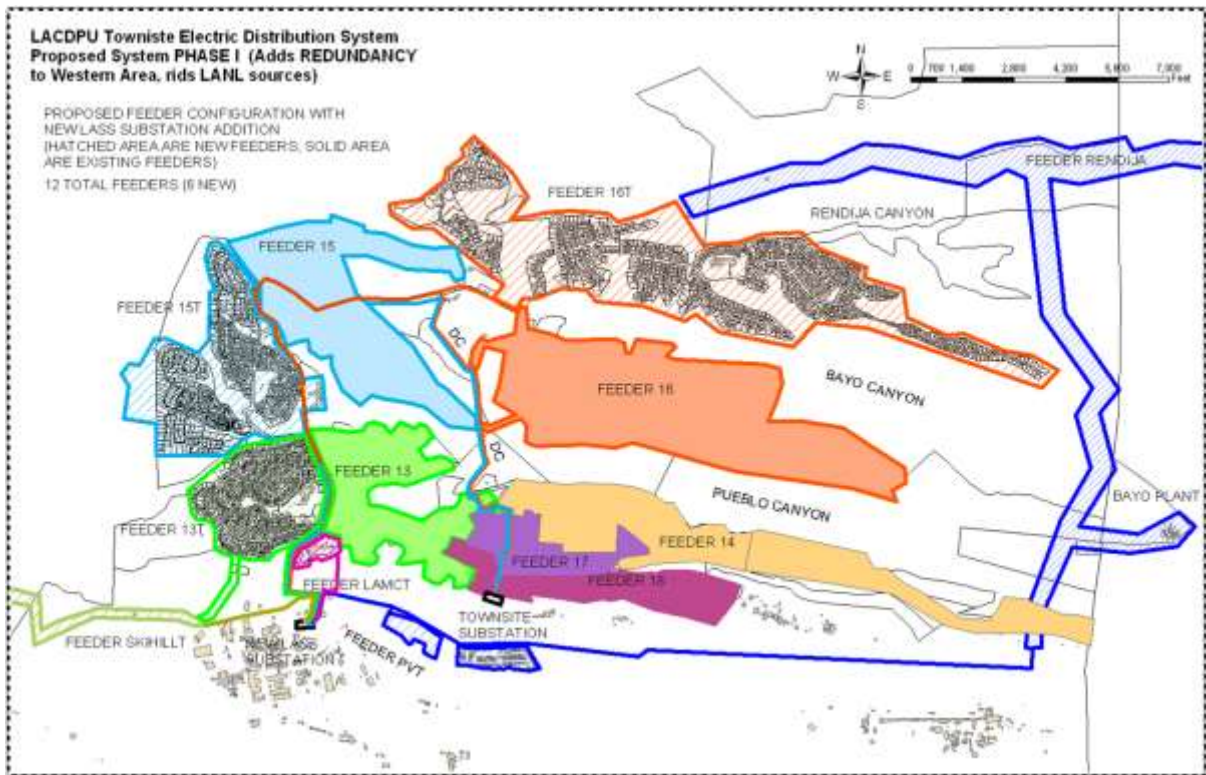 LACDPU Towniste Electric Distribution System
Proposed System PHASE I (Adds REDUNDANCY
to Western Area, rids LANL sources)
PROPOSED FEEDER CONFIGURATION WITH
NEW LASS SUBSTATION ADDITION
(HATCHED AREA ARE NEW FEEDERS, SOLID AREA
ARE EXISTING FEEDERS)
12 TOTAL FEEDERS (6 NEW)
N
W E
S
0 700 1,400 2,800 4,200 5,600 7,000
Feet
FEEDER RENDIJA
FEEDER 16T
RENDIJA CANYON
FEEDER 15
FEEDER 15T
DC
BAYO CANYON
FEEDER 16
DC
FEEDER 13
PUEBLO CANYON
BAYO PLANT
FEEDER 13T
FEEDER 14
FEEDER 17
FEEDER 18
FEEDER LAMCT
TOWNSITE
SUBSTATION
FEEDER SKIHILLT
NEW LASS
SUBSTATION
FEEDER PVT